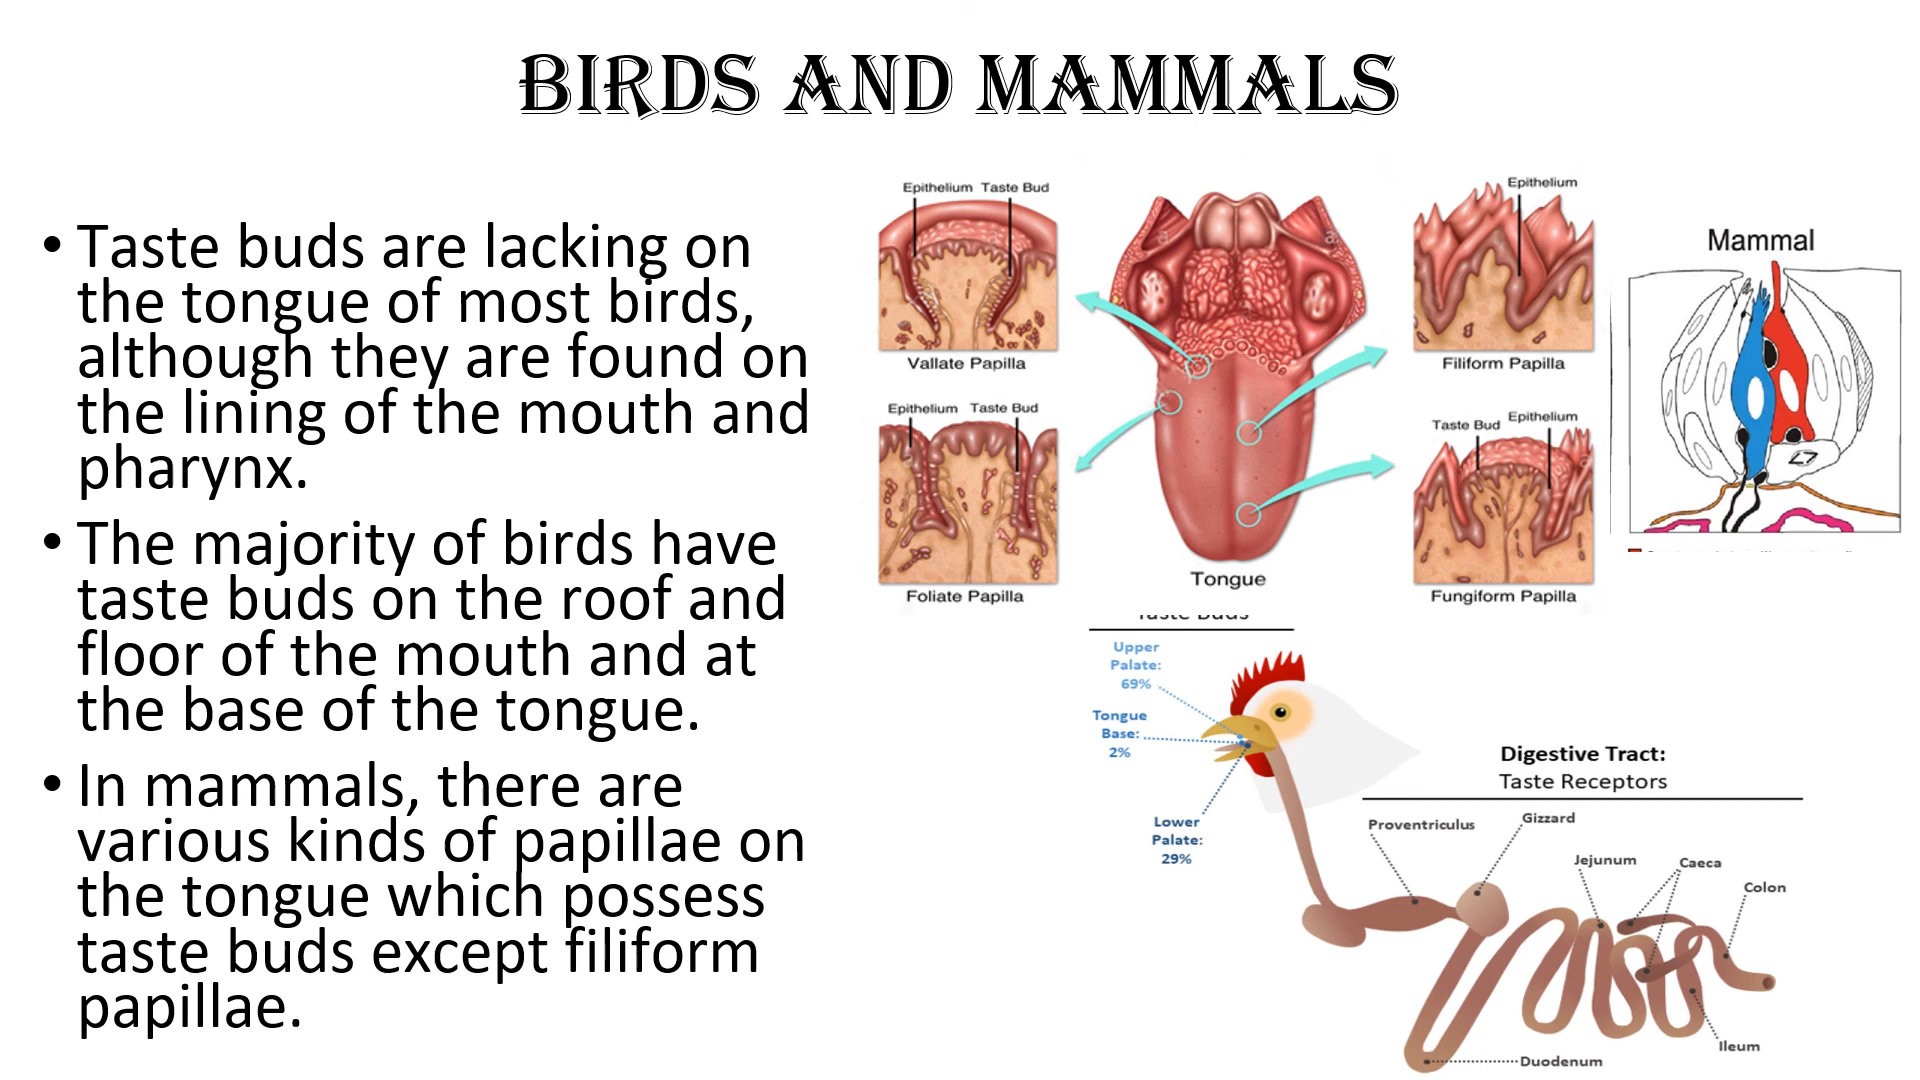 BIRDS AND MAMMALS
• Taste buds are lacking on
the tongue of most birds,
although they are found on
the lining of the mouth and
pharynx.
• The majority of birds have
taste buds on the roof and
floor of the mouth and at
the base of the tongue.
• In mammals, there are
various kinds of papillae on
the tongue which possess
taste buds except filiform
papillae.
Epithelium Taste Bud
Vallate Papilla
Epithelium Taste Bud
Foliate Papilla
Tongue
Epithelium
Filiform Papilla
Taste Bud Epithelium
Fungiform Papilla
Mammal
Taste Buds
Upper
Palate:
69%
Tongue
Base:
2%
Lower
Palate:
29%
Digestive Tract:
Taste Receptors
Proventriculus
Gizzard
Jejunum
Caeca
Colon
Ileum
Duodenum